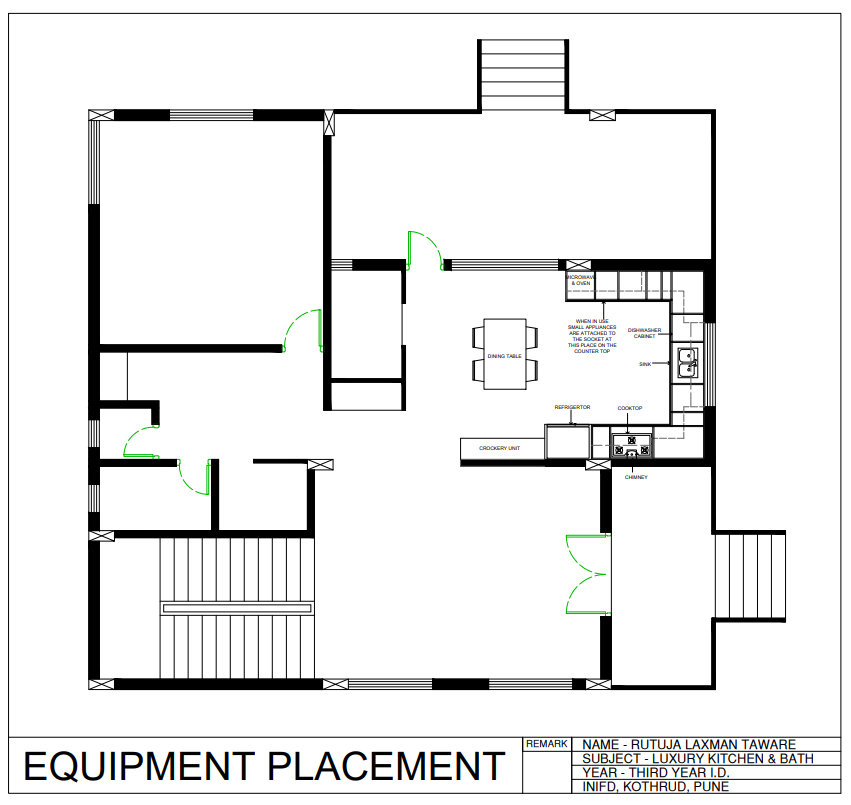 MICROWAVE
& OVEN
WHEN IN USE
SMALL APPLIANCES
ARE ATTACHED TO
THE SOCKET AT
THIS PLACE ON THE
COUNTER TOP
DISHWASHER
CABINET
SINK
DINING TABLE
REFRIGERTOR
COOKTOP
CROCKERY UNIT
CHIMNEY
EQUIPMENT PLACEMENT
REMARK
NAME - RUTUJA LAXMAN TAWARE
SUBJECT - LUXURY KITCHEN & BATH
YEAR - THIRD YEAR I.D.
INIFD, KOTHRUD, PUNE